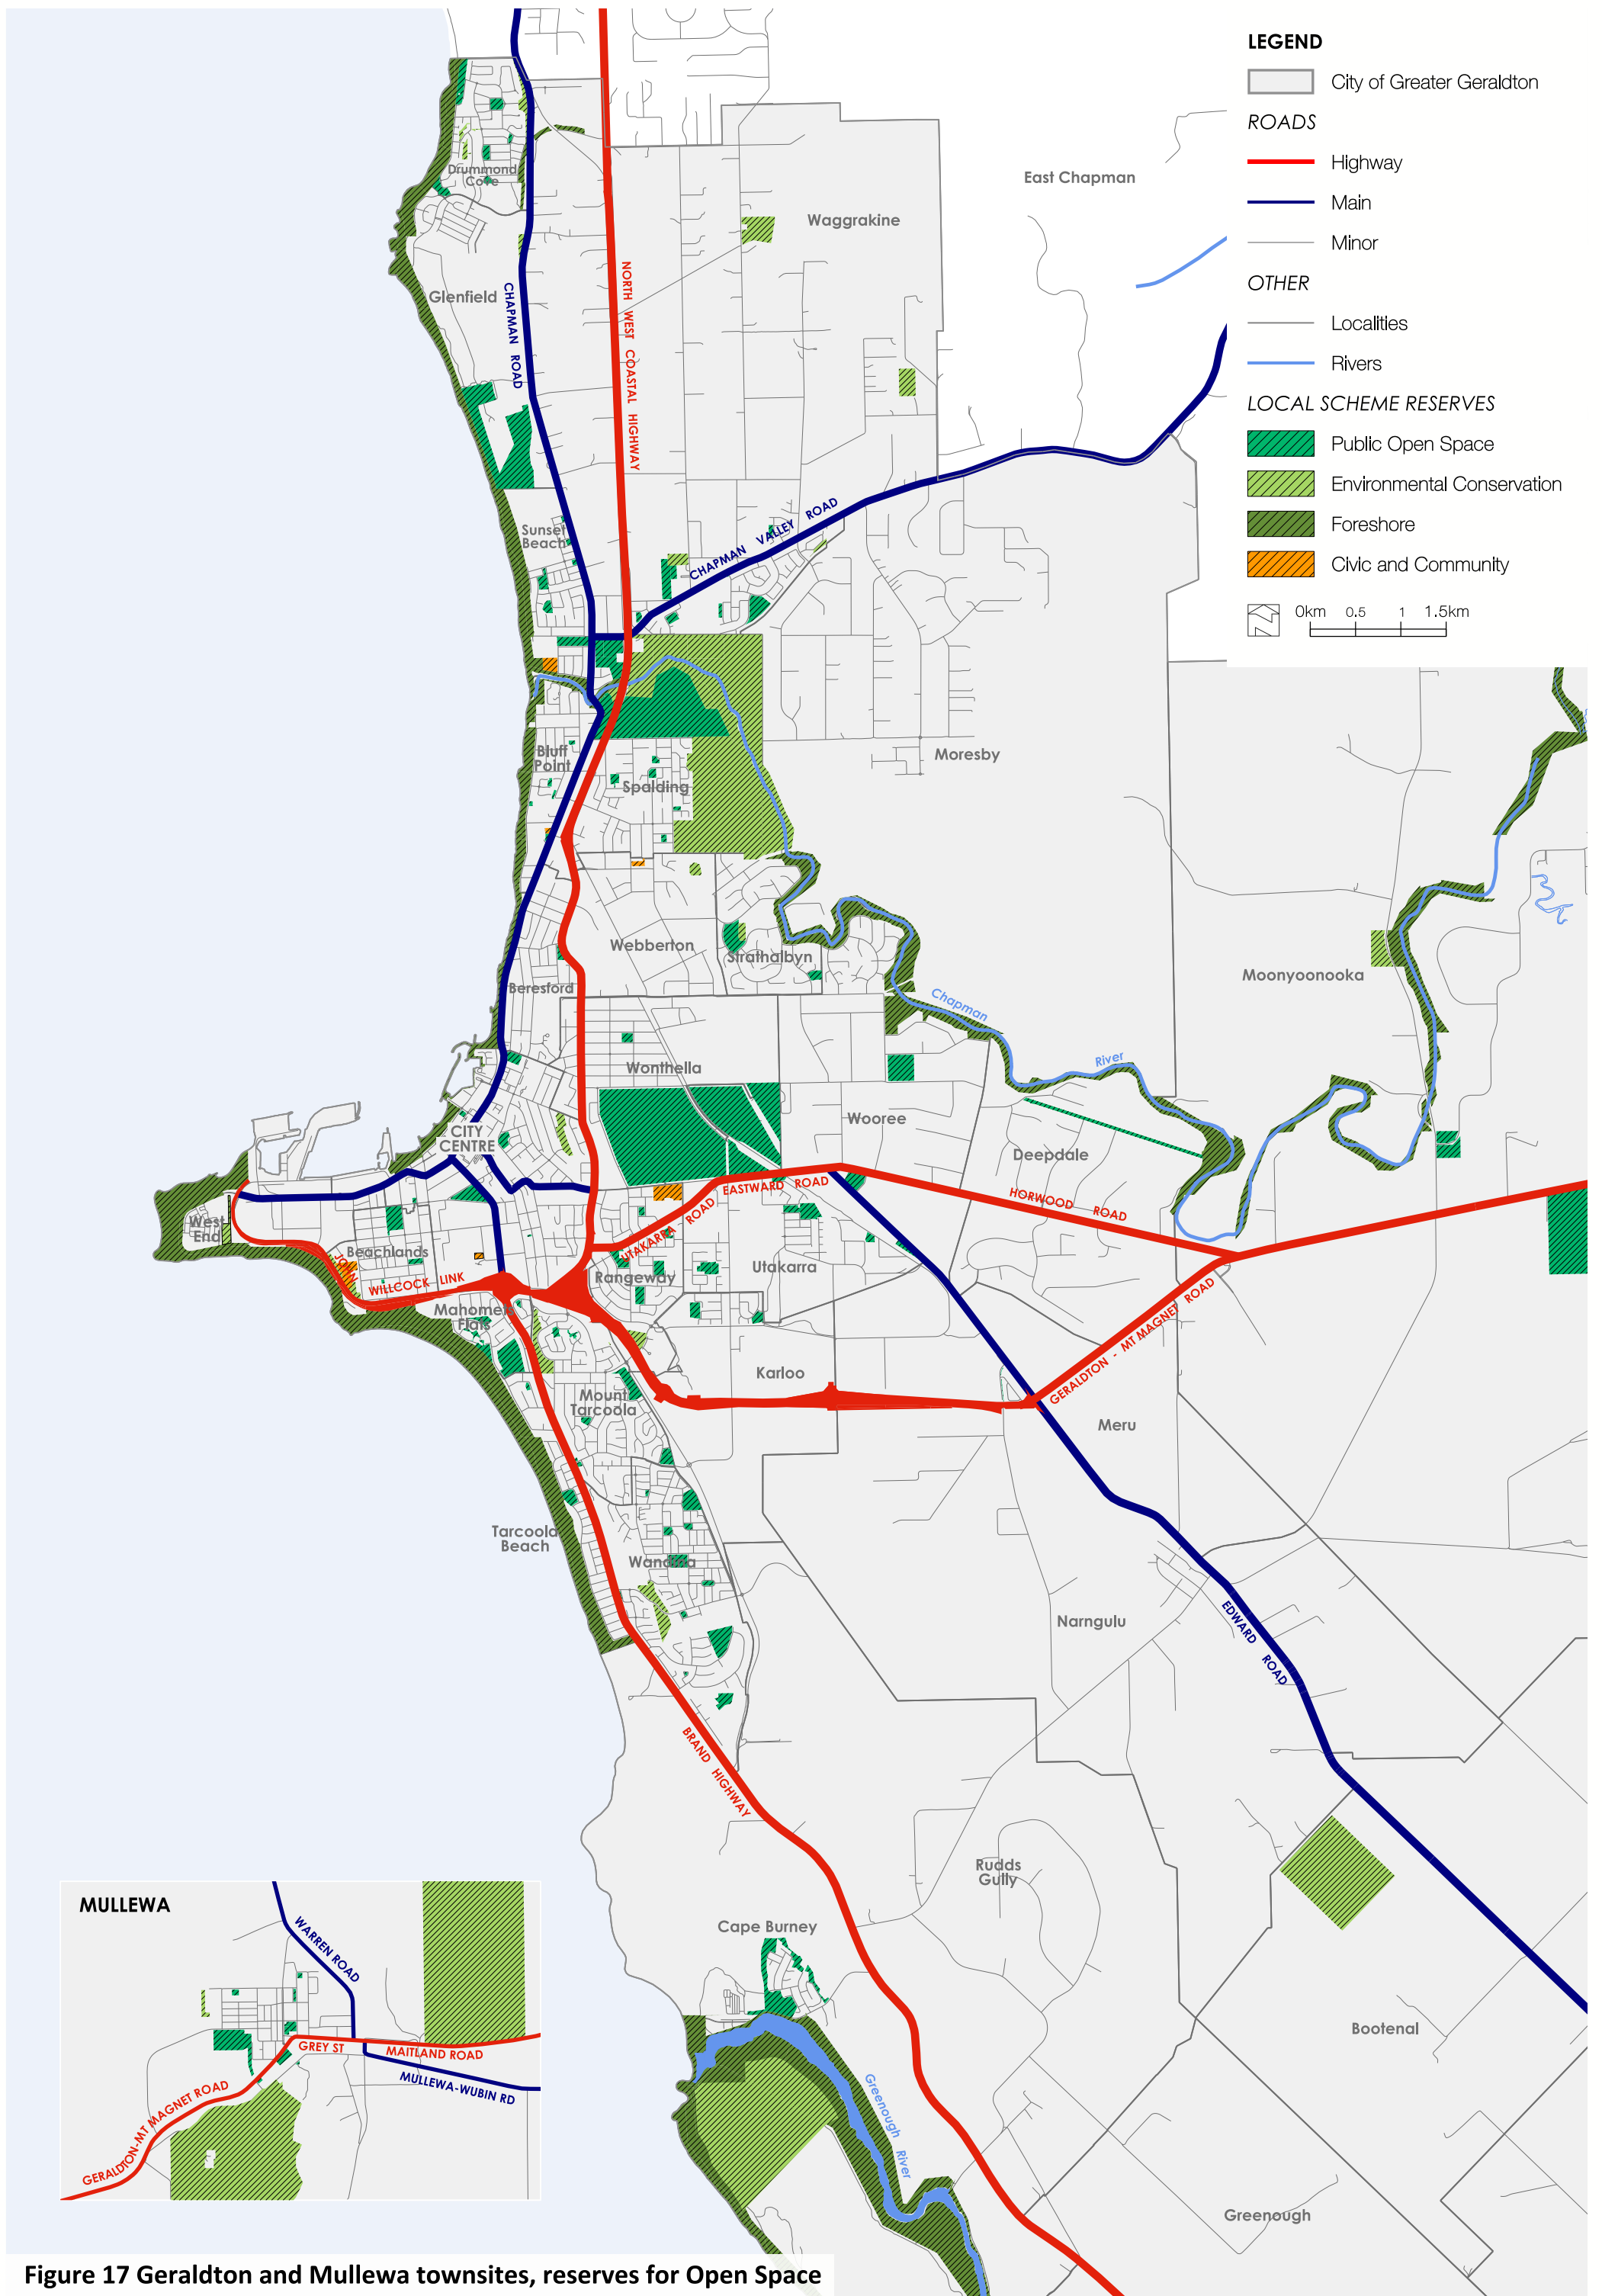 LEGEND
City of Greater Geraldton
ROADS
Highway
Main
Minor
OTHER
Localities
Rivers
LOCAL SCHEME RESERVES
Public Open Space
Environmental Conservation
Foreshore
Civic and Community
0km 0.5 1 1.5km
East Chapman
Drummond
Cove
Waggrakine
Glenfield
CHAPMAN ROAD
NORTH WEST COASTAL HIGHWAY
Sunset
Beach
CHAPMAN VALLEY ROAD
Bluff
Point
Spalding
Moresby
Webberton
Strathalbyn
Moonyoonooka
Beresford
Chapman
River
Wonthella
Wooree
CITY
CENTRE
Deepdale
EASTWARD ROAD
HORWOOD ROAD
West
End
Beachlands
UTAKARRA ROAD
JOHN
WILLCOCK LINK
Rangeway
Utakarra
Mahomets
Flats
GERALDTON - MT MAGNET ROAD
Karloo
Mount
Tarcoola
Meru
Tarcoola
Beach
Wandina
Narngulu
EDWARD ROAD
BRAND HIGHWAY
Rudds
Gully
Cape Burney
Bootenal
Greenough River
Greenough
MULLEWA
WARREN ROAD
GREY ST
MAITLAND ROAD
MULLEWA-WUBIN RD
GERALDTON-MT MAGNET ROAD
Figure 17 Geraldton and Mullewa townsites, reserves for Open Space